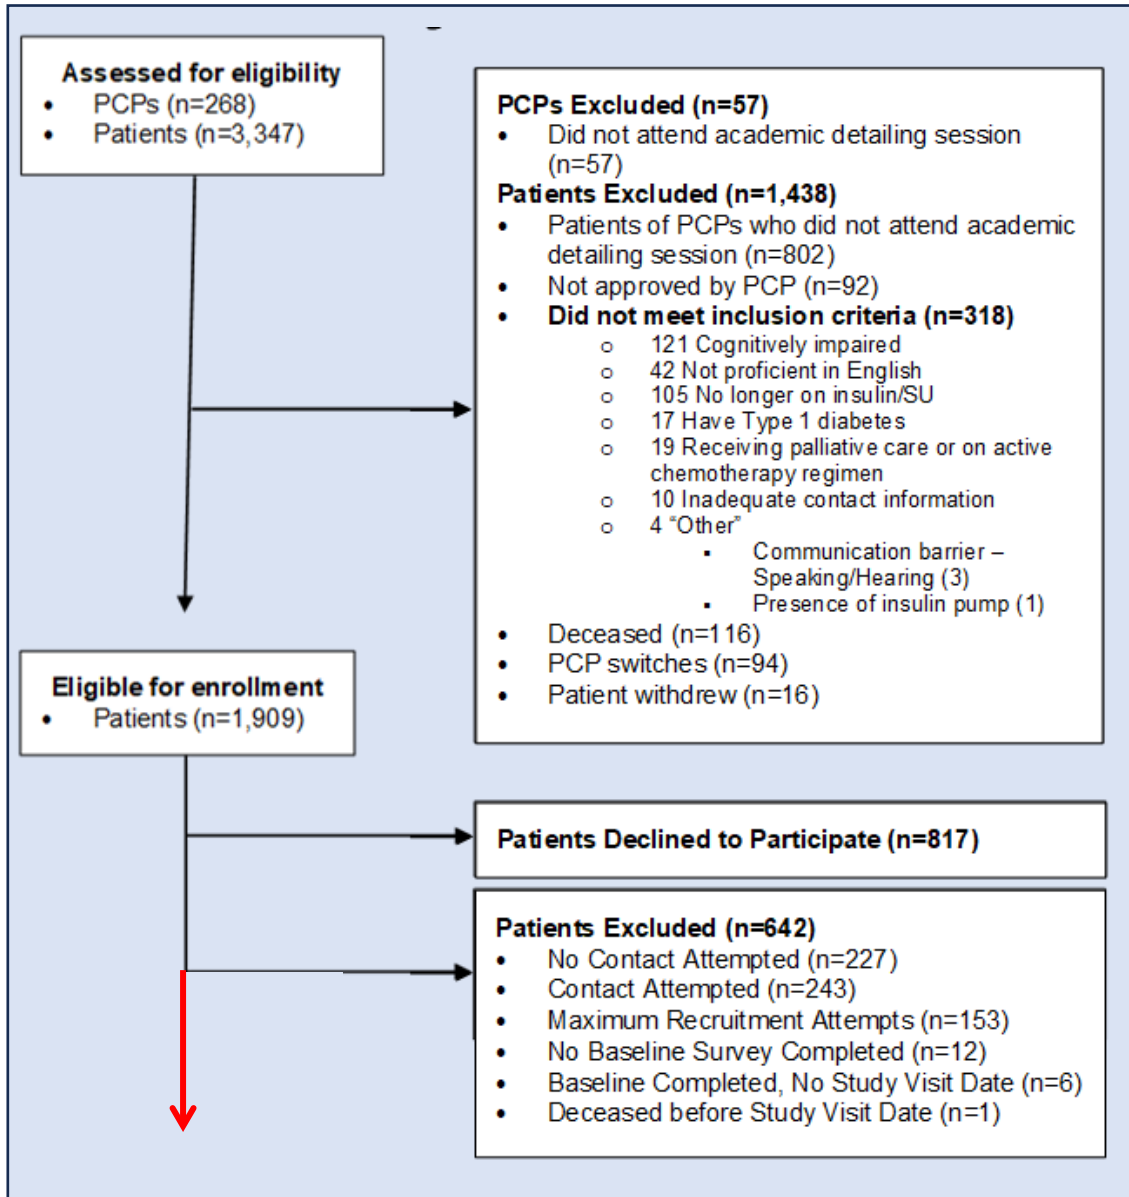 Assessed for eligibility
• PCPs (n=268)
• Patients (n=3,347)
PCPs Excluded (n=57)
• Did not attend academic detailing session
(n=57)
Patients Excluded (n=1,438)
• Patients of PCPs who did not attend academic
detailing session (n=802)
• Not approved by PCP (n=92)
• Did not meet inclusion criteria (n=318)
o 121 Cognitively impaired
o 42 Not proficient in English
o 105 No longer on insulin/SU
o 17 Have Type 1 diabetes
o 19 Receiving palliative care or on active
chemotherapy regimen
o 10 Inadequate contact information
o 4 “Other”
▪ Communication barrier –
Speaking/Hearing (3)
▪ Presence of insulin pump (1)
• Deceased (n=116)
• PCP switches (n=94)
• Patient withdrew (n=16)
Eligible for enrollment
• Patients (n=1,909)
Patients Declined to Participate (n=817)
Patients Excluded (n=642)
• No Contact Attempted (n=227)
• Contact Attempted (n=243)
• Maximum Recruitment Attempts (n=153)
• No Baseline Survey Completed (n=12)
• Baseline Completed, No Study Visit Date (n=6)
• Deceased before Study Visit Date (n=1)